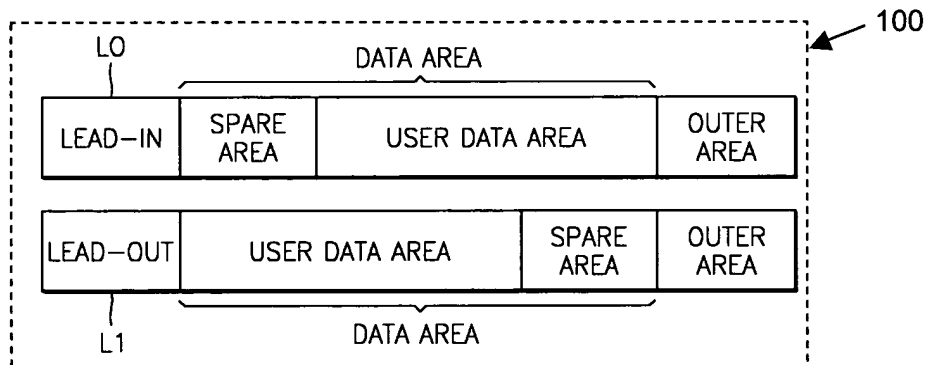 100
L0
DATA AREA
LEAD-IN
SPARE AREA
USER DATA AREA
OUTER AREA
LEAD-OUT
USER DATA AREA
SPARE AREA
OUTER AREA
L1
DATA AREA